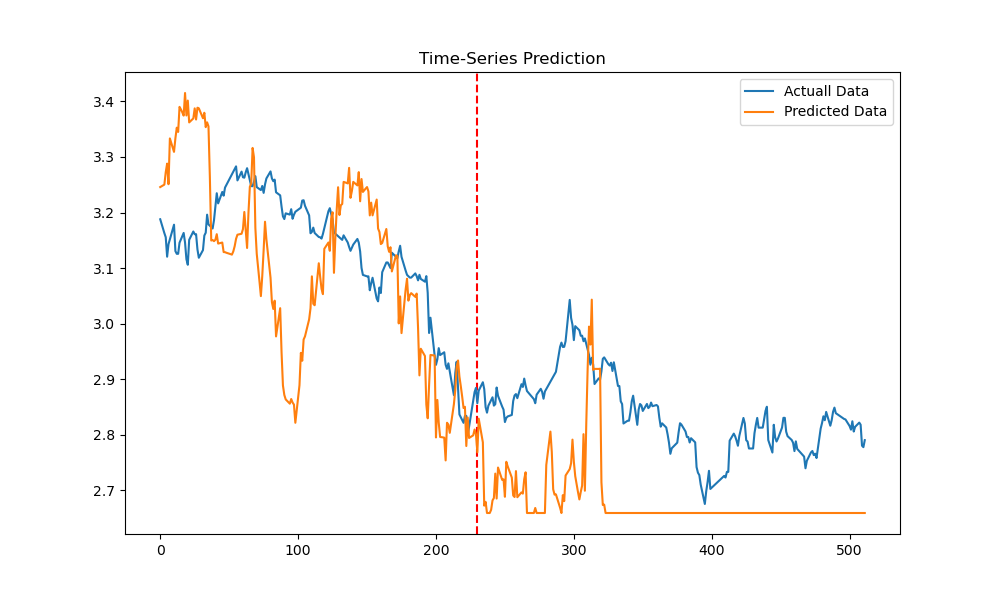 Time-Series Prediction
Actuall Data
Predicted Data
3.4
3.3
3.2
3.1
3.0
2.9
2.8
2.7
0 100 200 300 400 500